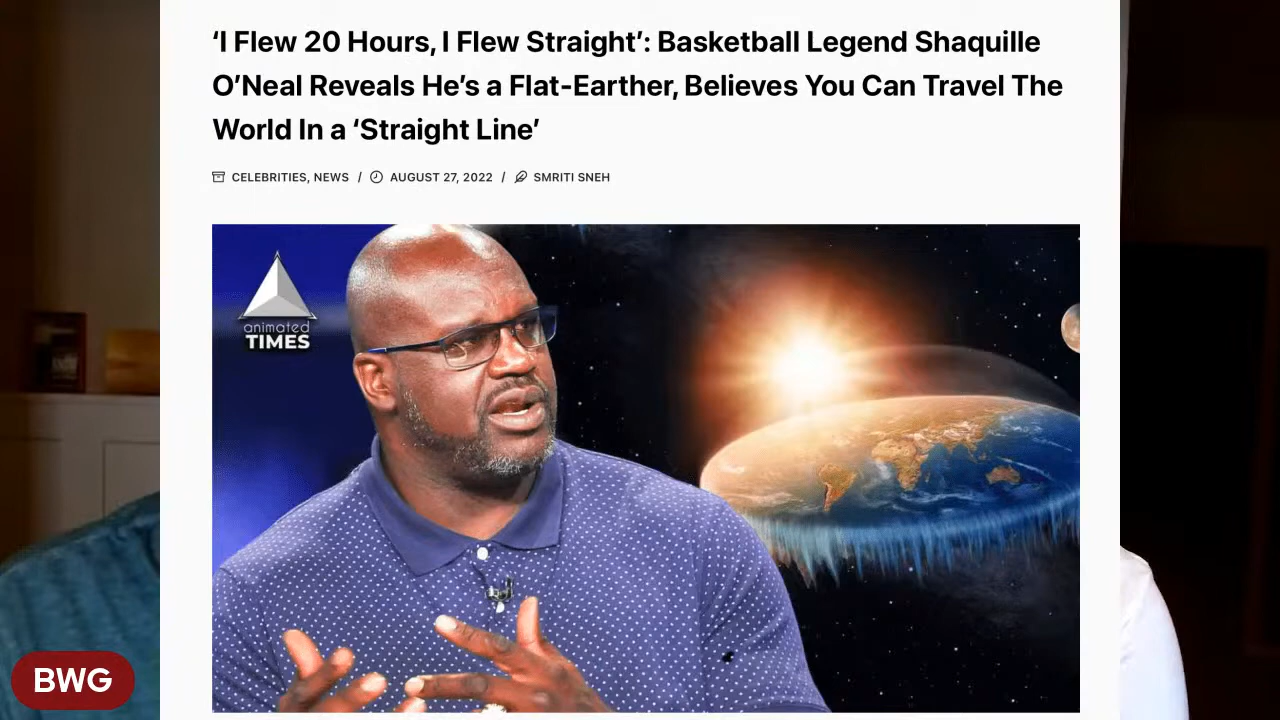 ‘I Flew 20 Hours, I Flew Straight’: Basketball Legend Shaquille
O’Neal Reveals He’s a Flat-Earther, Believes You Can Travel The
World In a ‘Straight Line’
CELEBRITIES, NEWS / AUGUST 27, 2022 / SMRITI SNEH
animated
TIMES
BWG